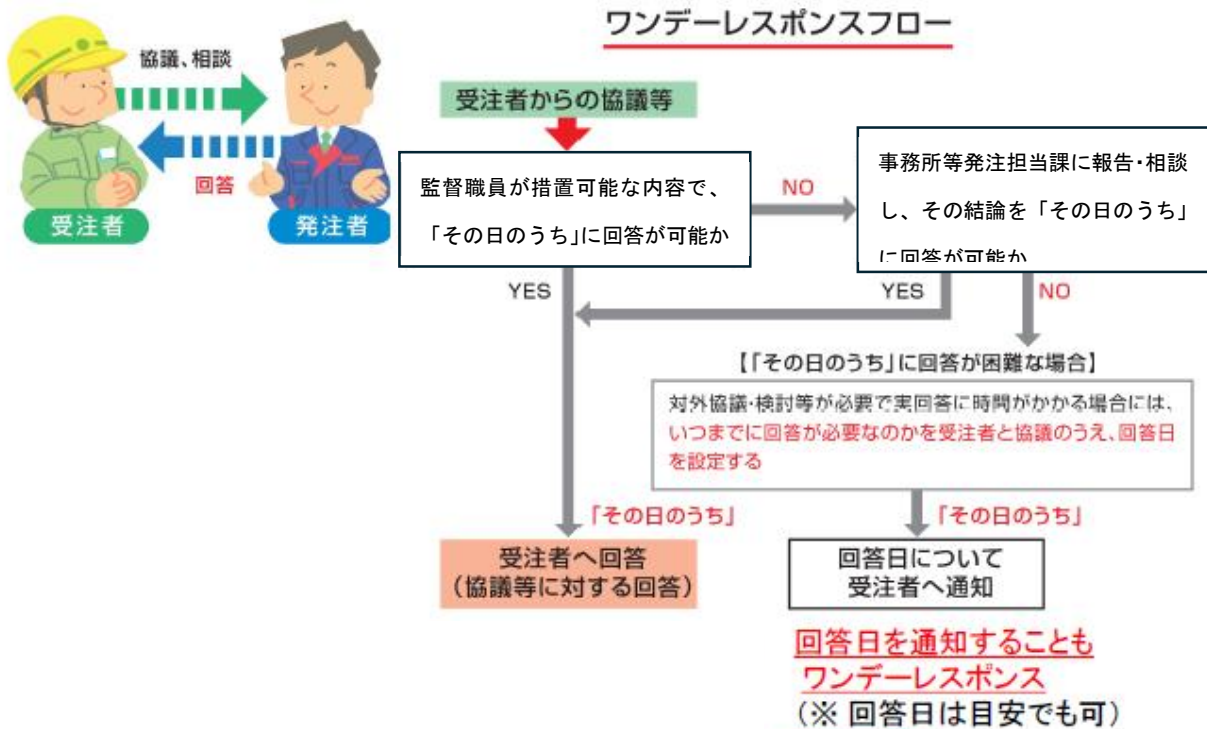 ワンデーレスポンスフロー
協議、相談
回答
受注者
発注者
受注者からの協議等
監督職員が措置可能な内容で、
「その日のうち」に回答が可能か
NO
事務所等発注担当課に報告・相談
し、その結論を「その日のうち」
に回答が可能か
YES
YES
NO
【「その日のうち」に回答が困難な場合】
対外協議・検討等が必要で実回答に時間がかかる場合には、
いつまでに回答が必要なのかを受注者と協議のうえ、回答日
を設定する
「その日のうち」
「その日のうち」
受注者へ回答
(協議等に対する回答)
回答日について
受注者へ通知
回答日を通知することも
ワンデーレスポンス
(※ 回答日は目安でも可)